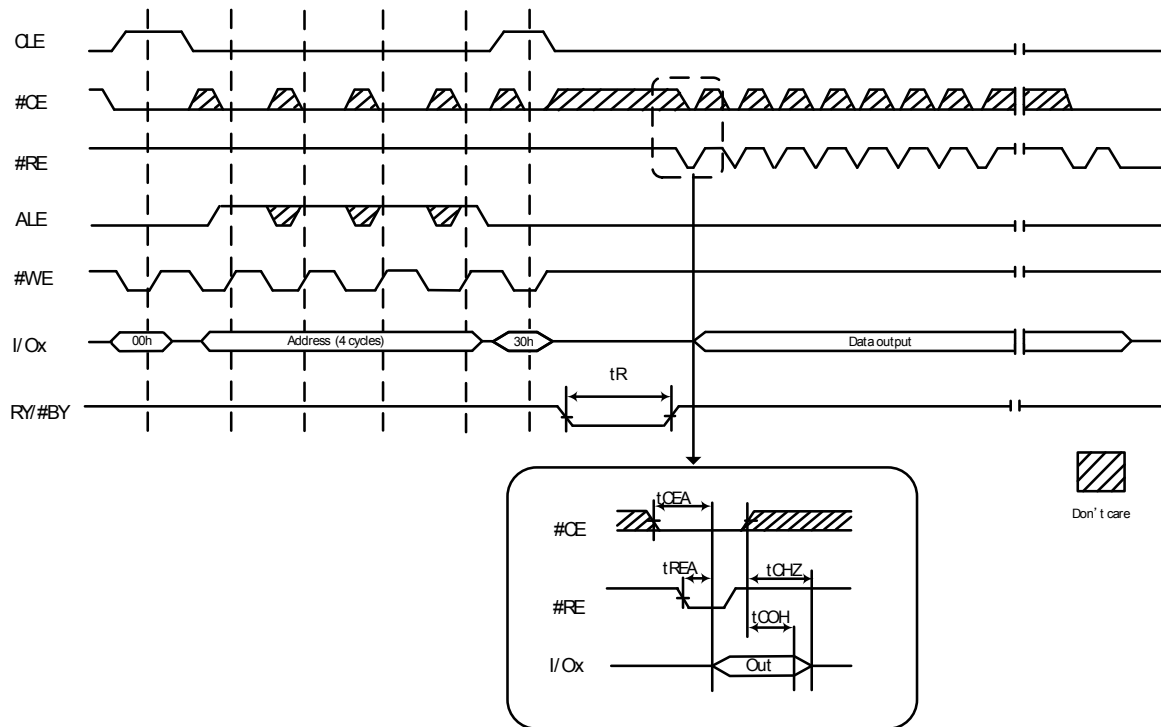 CLE
#CE
#RE
ALE
#WE
I/Ox
00h
Address (4 cycles)
30h
Data output
tR
RY/#BY
Don't care
tCEA
#CE
tREA
tCHZ
#RE
tCOH
I/Ox
Out